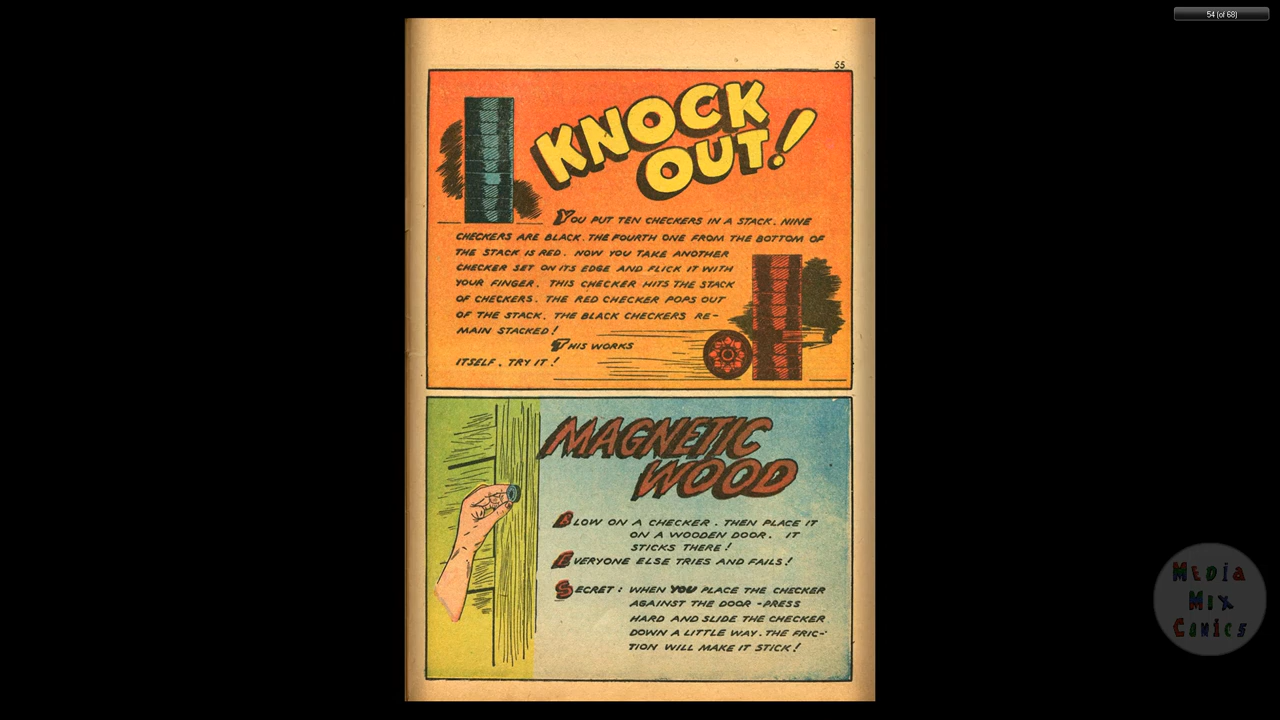 54 (of 68)
55
KNOCK
OUT!
YOU PUT TEN CHECKERS IN A STACK. NINE
CHECKERS ARE BLACK. THE FOURTH ONE FROM THE BOTTOM OF
THE STACK IS RED. NOW YOU TAKE ANOTHER
CHECKER SET ON ITS EDGE AND FLICK IT WITH
YOUR FINGER. THIS CHECKER HITS THE STACK
OF CHECKERS. THE RED CHECKER POPS OUT
OF THE STACK. THE BLACK CHECKERS RE-
MAIN STACKED!
THIS WORKS
ITSELF. TRY IT!
MAGNETIC
WOOD
BLOW ON A CHECKER. THEN PLACE IT
ON A WOODEN DOOR. IT
STICKS THERE!
EVERYONE ELSE TRIES AND FAILS!
SECRET: WHEN YOU PLACE THE CHECKER
AGAINST THE DOOR - PRESS
HARD AND SLIDE THE CHECKER
DOWN A LITTLE WAY. THE FRIC-
TION WILL MAKE IT STICK!
MEDIA
MIX
COMICS